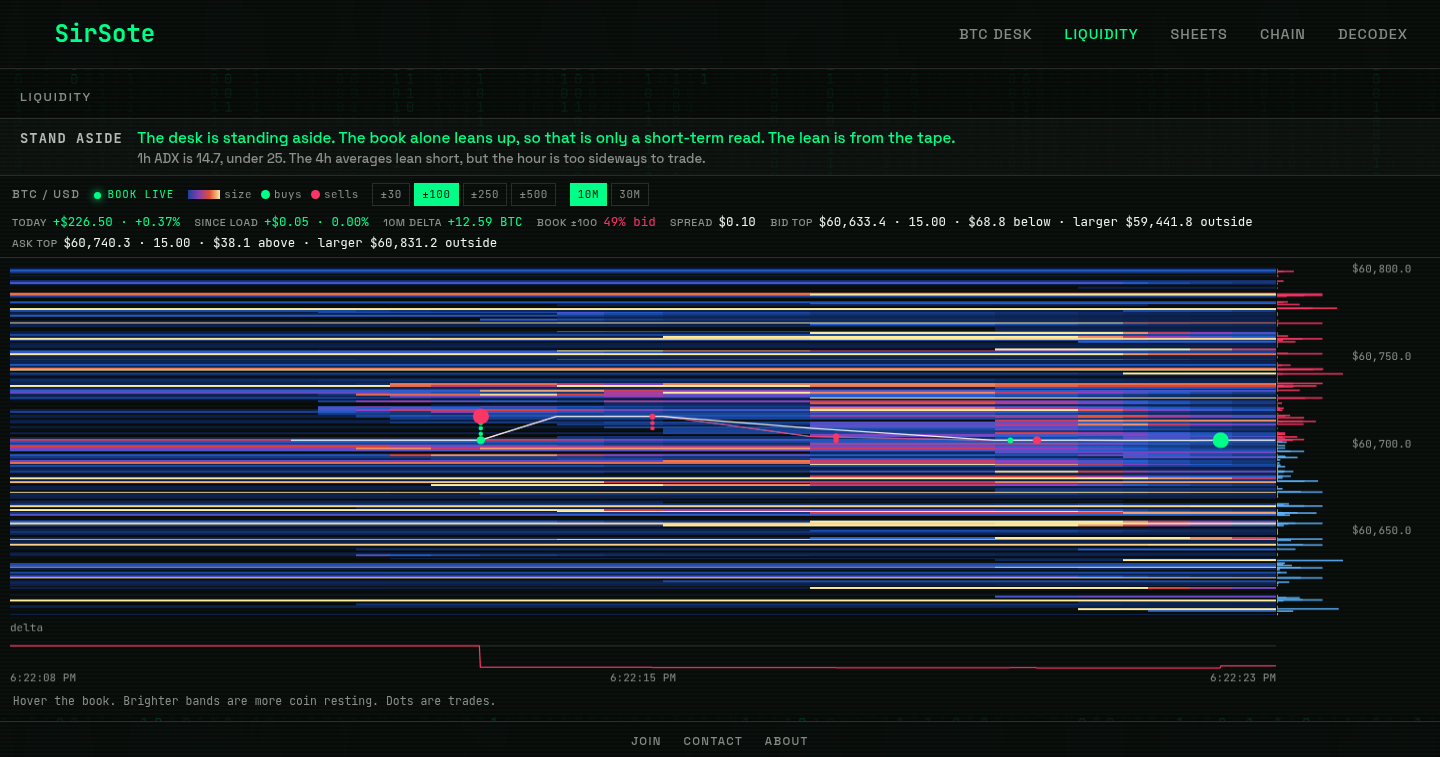 SirSote
BTC DESK LIQUIDITY SHEETS CHAIN DECODEX
LIQUIDITY
STAND ASIDE The desk is standing aside. The book alone leans up, so that is only a short-term read. The lean is from the tape.
1h ADX is 14.7, under 25. The 4h averages lean short, but the hour is too sideways to trade.
BTC / USD BOOK LIVE size buys sells ±30 ±100 ±250 ±500 10M 30M
TODAY +$226.50 · +0.37% SINCE LOAD +$0.05 · 0.00% 10M DELTA +12.59 BTC BOOK ±100 49% bid SPREAD $0.10 BID TOP $60,633.4 · 15.00 · $68.8 below · larger $59,441.8 outside
ASK TOP $60,740.3 · 15.00 · $38.1 above · larger $60,831.2 outside
$60,800.0
$60,750.0
$60,700.0
$60,650.0
delta
6:22:08 PM 6:22:15 PM 6:22:23 PM
Hover the book. Brighter bands are more coin resting. Dots are trades.
JOIN CONTACT ABOUT